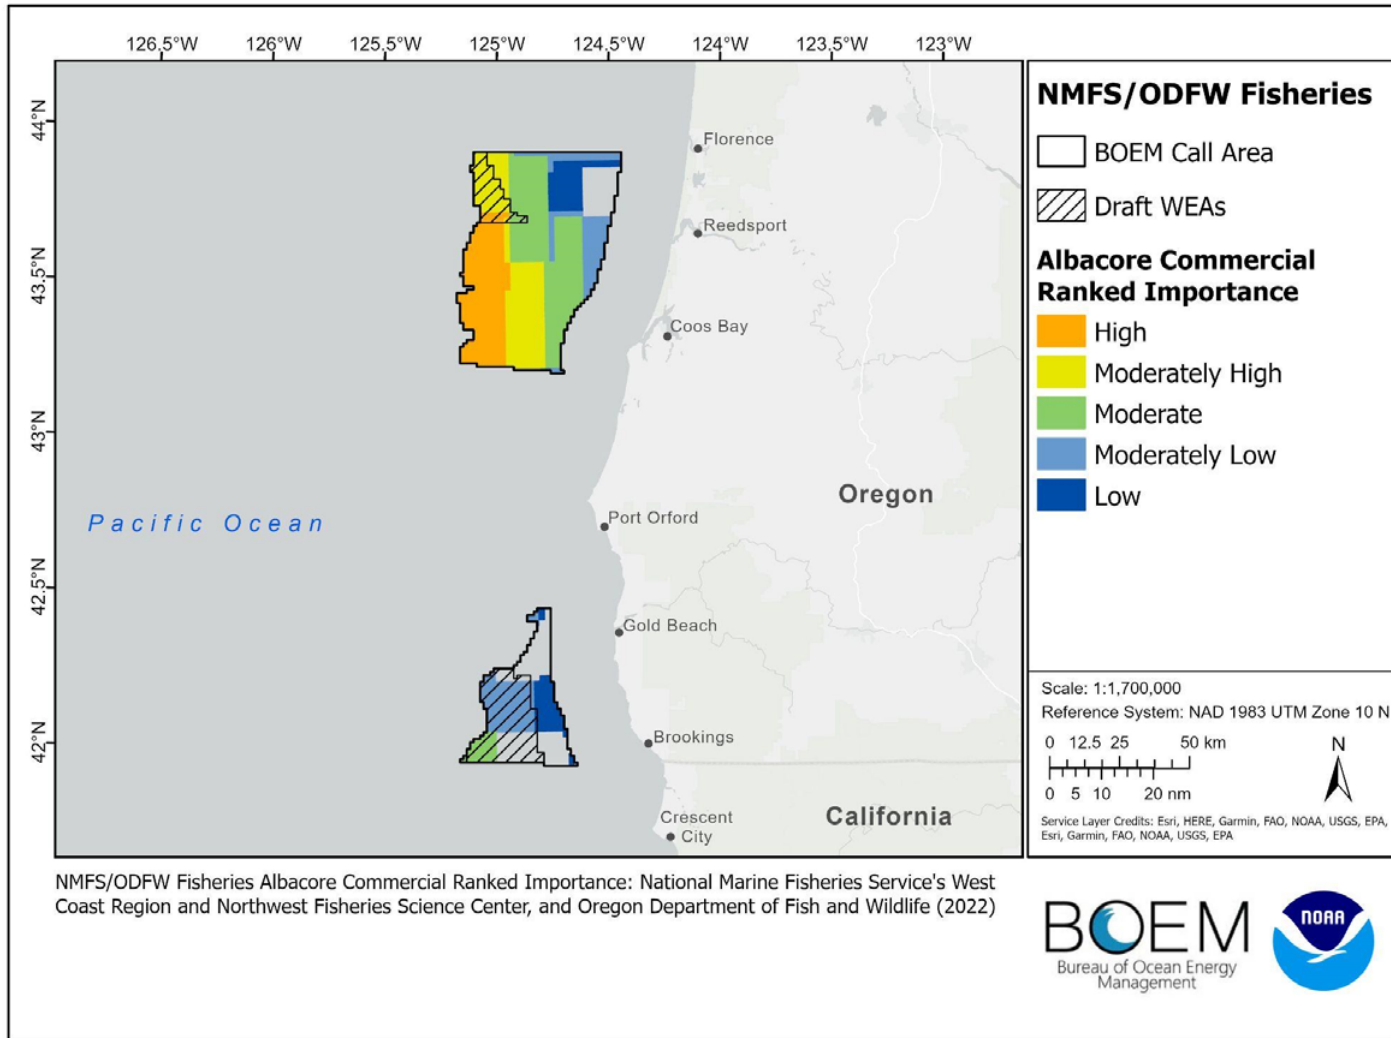 126.5°W 126°W 125.5°W 125°W 124.5°W 124°W 123.5°W 123°W
44°N
43.5°N
43°N
42.5°N
42°N
Florence
Reedsport
Coos Bay
Oregon
Pacific Ocean
Port Orford
Gold Beach
Brookings
California
Crescent
City
NMFS/ODFW Fisheries
BOEM Call Area
Draft WEAs
Albacore Commercial
Ranked Importance
High
Moderately High
Moderate
Moderately Low
Low
Scale: 1:1,700,000
Reference System: NAD 1983 UTM Zone 10 N
0 12.5 25 50 km
0 5 10 20 nm
N
Service Layer Credits: Esri, HERE, Garmin, FAO, NOAA, USGS, EPA,
Esri, Garmin, FAO, NOAA, USGS, EPA
NMFS/ODFW Fisheries Albacore Commercial Ranked Importance: National Marine Fisheries Service's West
Coast Region and Northwest Fisheries Science Center, and Oregon Department of Fish and Wildlife (2022)
BOEM
Bureau of Ocean Energy
Management
NOAA